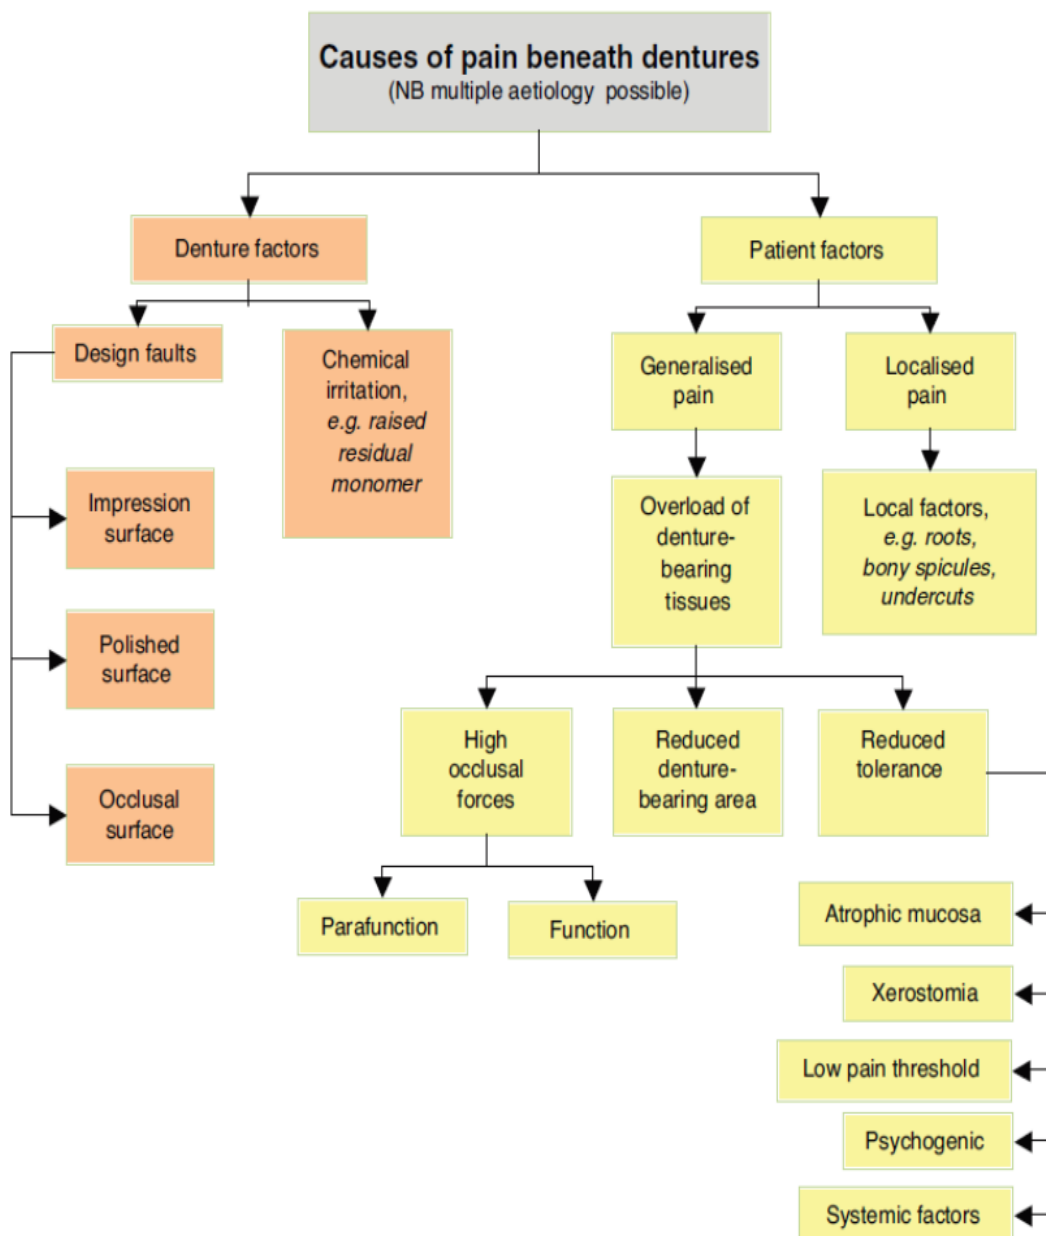 Causes of pain beneath dentures
(NB multiple aetiology possible)
Denture factors
Patient factors
Design faults
Chemical
irritation,
e.g. raised
residual
monomer
Generalised
pain
Localised
pain
Impression
surface
Overload of
denture-
bearing
tissues
Local factors,
e.g. roots,
bony spicules,
undercuts
Polished
surface
Occlusal
surface
High
occlusal
forces
Reduced
denture-
bearing area
Reduced
tolerance
Parafunction
Function
Atrophic mucosa
Xerostomia
Low pain threshold
Psychogenic
Systemic factors